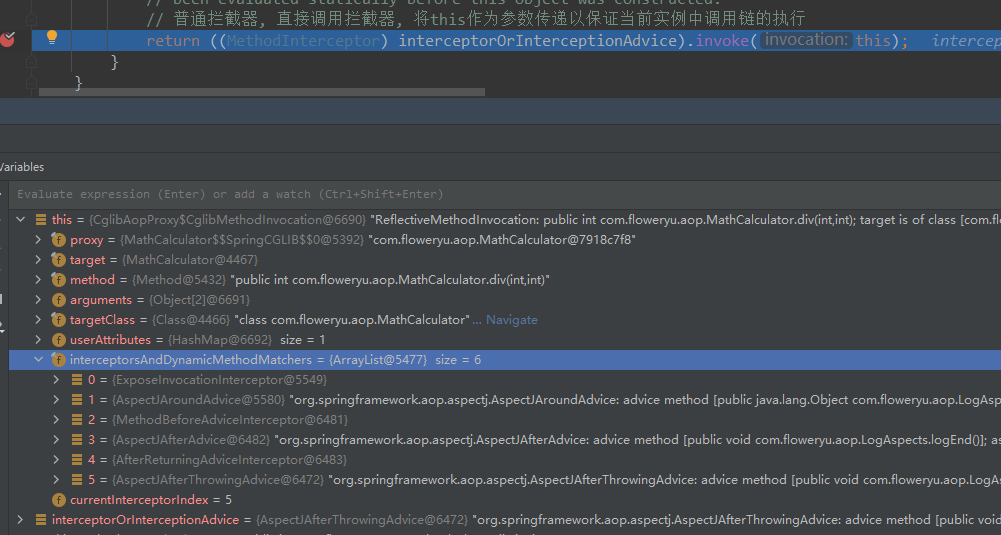 // been evaluated statically before this object was constructed.
// 普通拦截器, 直接调用拦截器, 将this作为参数传递以保证当前实例中调用链的执行
return ((MethodInterceptor) interceptorOrInterceptionAdvice).invoke( invocation: this);   intercep
}
}
Variables
Evaluate expression (Enter) or add a watch (Ctrl+Shift+Enter)
this = {CglibAopProxy$CglibMethodInvocation@6690} "ReflectiveMethodInvocation: public int com.floweryu.aop.MathCalculator.div(int,int); target is of class [com.f
proxy = {MathCalculator$$SpringCGLIB$$0@5392} "com.floweryu.aop.MathCalculator@7918c7f8"
target = {MathCalculator@4467}
method = {Method@5432} "public int com.floweryu.aop.MathCalculator.div(int,int)"
arguments = {Object[2]@6691}
targetClass = {Class@4466} "class com.floweryu.aop.MathCalculator"... Navigate
userAttributes = {HashMap@6692}  size = 1
interceptorsAndDynamicMethodMatchers = {ArrayList@5477}  size = 6
0 = {ExposeInvocationInterceptor@5549}
1 = {AspectJAroundAdvice@5580} "org.springframework.aop.aspectj.AspectJAroundAdvice: advice method [public java.lang.Object com.floweryu.aop.LogAsp
2 = {MethodBeforeAdviceInterceptor@6481}
3 = {AspectJAfterAdvice@6482} "org.springframework.aop.aspectj.AspectJAfterAdvice: advice method [public void com.floweryu.aop.LogAspects.logEnd()]; as
4 = {AfterReturningAdviceInterceptor@6483}
5 = {AspectJAfterThrowingAdvice@6472} "org.springframework.aop.aspectj.AspectJAfterThrowingAdvice: advice method [public void com.floweryu.aop.LogA
currentInterceptorIndex = 5
interceptorOrInterceptionAdvice = {AspectJAfterThrowingAdvice@6472} "org.springframework.aop.aspectj.AspectJAfterThrowingAdvice: advice method [public void